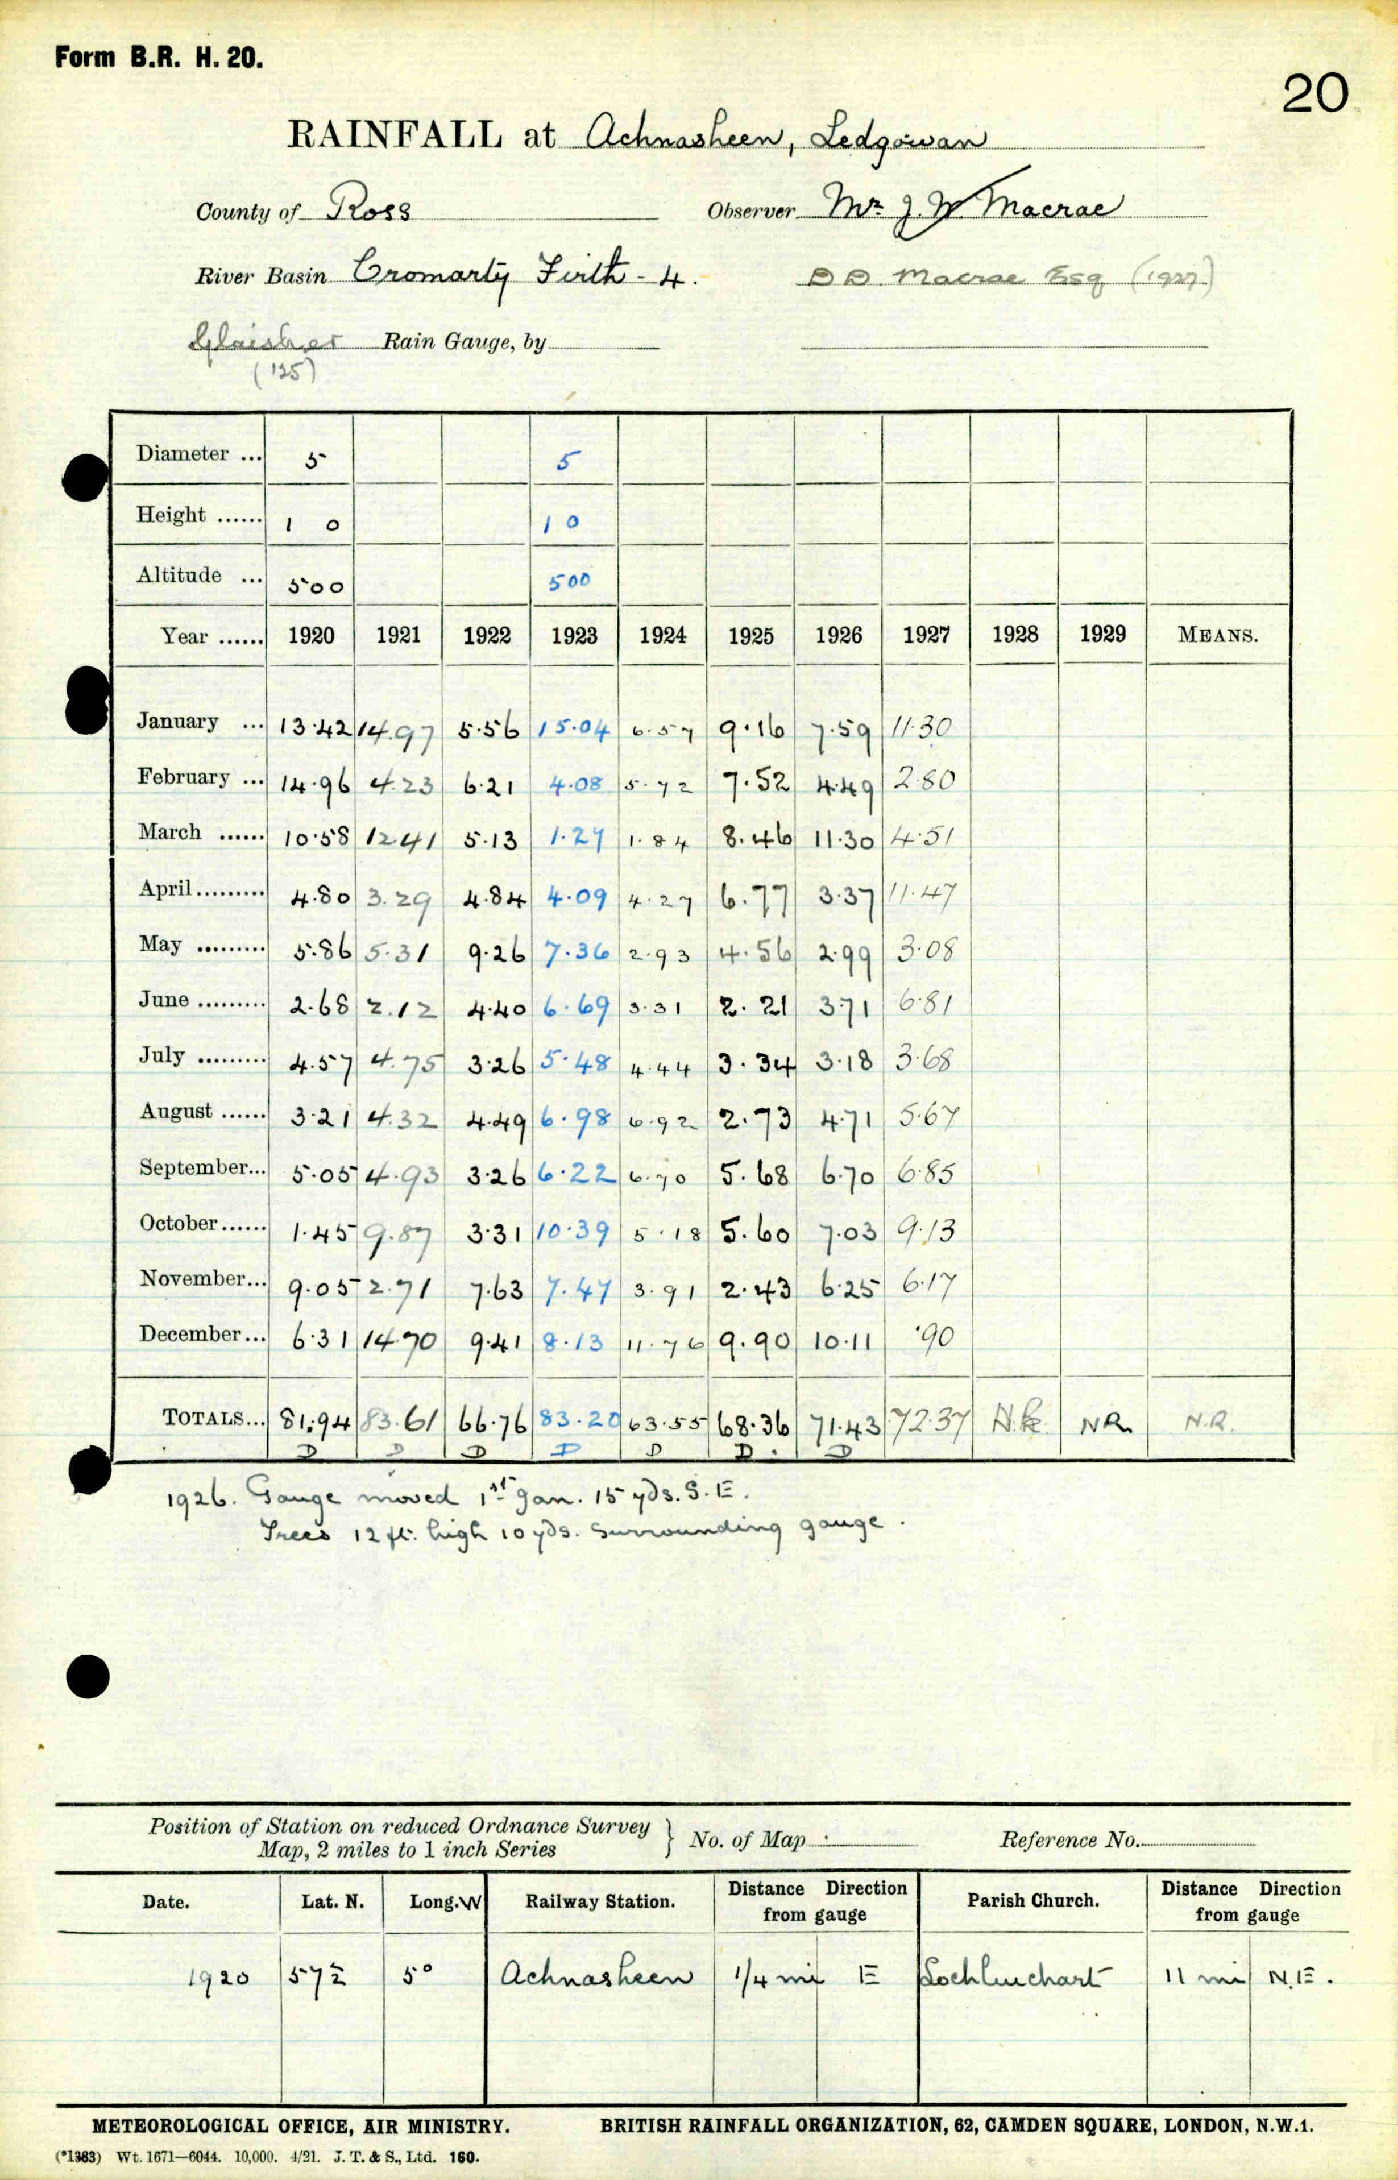 Form B.R. H. 20.
20
RAINFALL at Achnasheen, Ledgowan
County of Ross Observer Mr. J. W. Macrae
River Basin Cromarty Firth - 4. D D Macrae Esq (1927)
Glaisher Rain Gauge, by
(125)
Diameter ... 5 5
Height ...... 1 0 1 0
Altitude ... 500 500
Year ...... 1920 1921 1922 1923 1924 1925 1926 1927 1928 1929 MEANS.
January ... 13.42 14.97 5.56 15.04 6.57 9.16 7.59 11.30
February ... 14.96 4.23 6.21 4.08 5.72 7.52 4.49 2.80
March ...... 10.58 12.41 5.13 1.27 1.84 8.46 11.30 4.51
April ......... 4.80 3.29 4.84 4.09 4.27 6.77 3.37 11.47
May ......... 5.86 5.31 9.26 7.36 2.93 4.56 2.99 3.08
June ......... 2.68 2.12 4.40 6.69 3.31 2.21 3.71 6.81
July ......... 4.57 4.75 3.26 5.48 4.44 3.34 3.18 3.68
August ...... 3.21 4.32 4.49 6.98 6.92 2.73 4.71 5.67
September... 5.05 4.93 3.26 6.22 6.70 5.68 6.70 6.85
October ...... 1.45 9.87 3.31 10.39 5.18 5.60 7.03 9.13
November... 9.05 2.71 7.63 7.47 3.91 2.43 6.25 6.17
December... 6.31 14.70 9.41 8.13 11.76 9.90 10.11 .90
TOTALS... 81.94 83.61 66.76 83.20 63.55 68.36 71.43 72.37 N.R. NR. N.R.
D D D D D D D
1926. Gauge moved 1st Jan. 15 yds. S.E.
Trees 12 ft. high 10 yds. surrounding gauge.
Position of Station on reduced Ordnance Survey
Map, 2 miles to 1 inch Series } No. of Map Reference No.
Date. Lat. N. Long. W Railway Station. Distance Direction from gauge Parish Church. Distance Direction from gauge
1920 57½ 5° Achnasheen 1/4 mi E Lochluichart 11 mi N.E.
METEOROLOGICAL OFFICE, AIR MINISTRY. BRITISH RAINFALL ORGANIZATION, 62, CAMDEN SQUARE, LONDON, N.W.1.
(*1383) Wt. 1671—6044. 10,000. 4/21. J. T. & S., Ltd. 160.